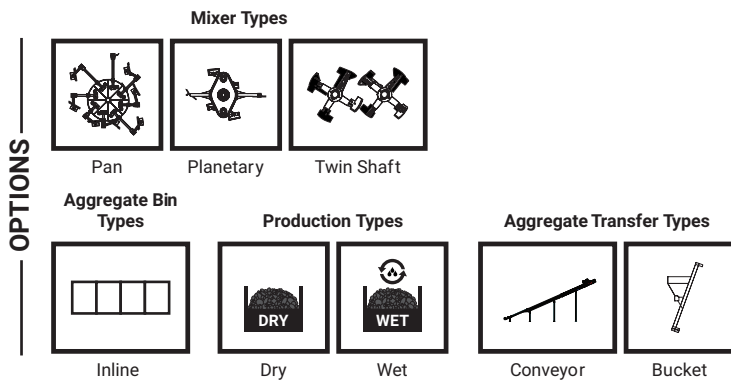 OPTIONS
Mixer Types
Pan
Planetary
Twin Shaft
Aggregate Bin
Types
Inline
Production Types
DRY
Dry
WET
Wet
Aggregate Transfer Types
Conveyor
Bucket